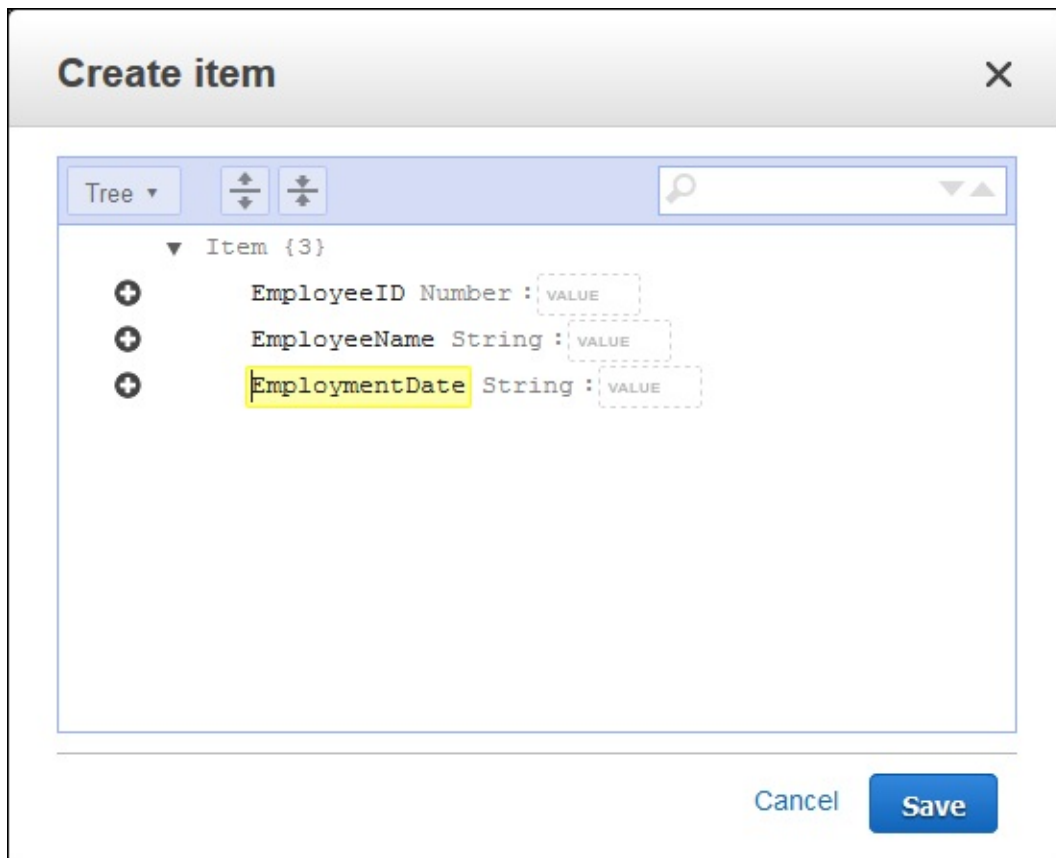 Create item
Tree
Item {3}
EmployeeID Number : VALUE
EmployeeName String : VALUE
EmploymentDate String : VALUE
Cancel Save